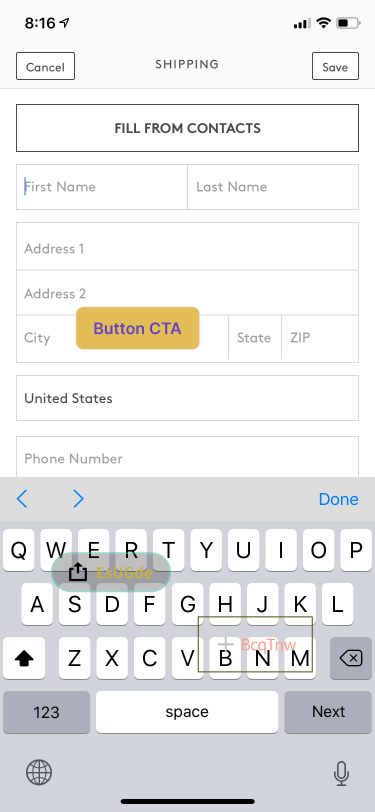 8:16
Cancel SHIPPING Save
FILL FROM CONTACTS
First Name Last Name
Address 1
Address 2
City Button CTA State ZIP
United States
Phone Number
Done
Q W E R T Y U I O P
EsUGde
A S D F G H J K L
BcqTnw
Z X C V B N M
123 space Next